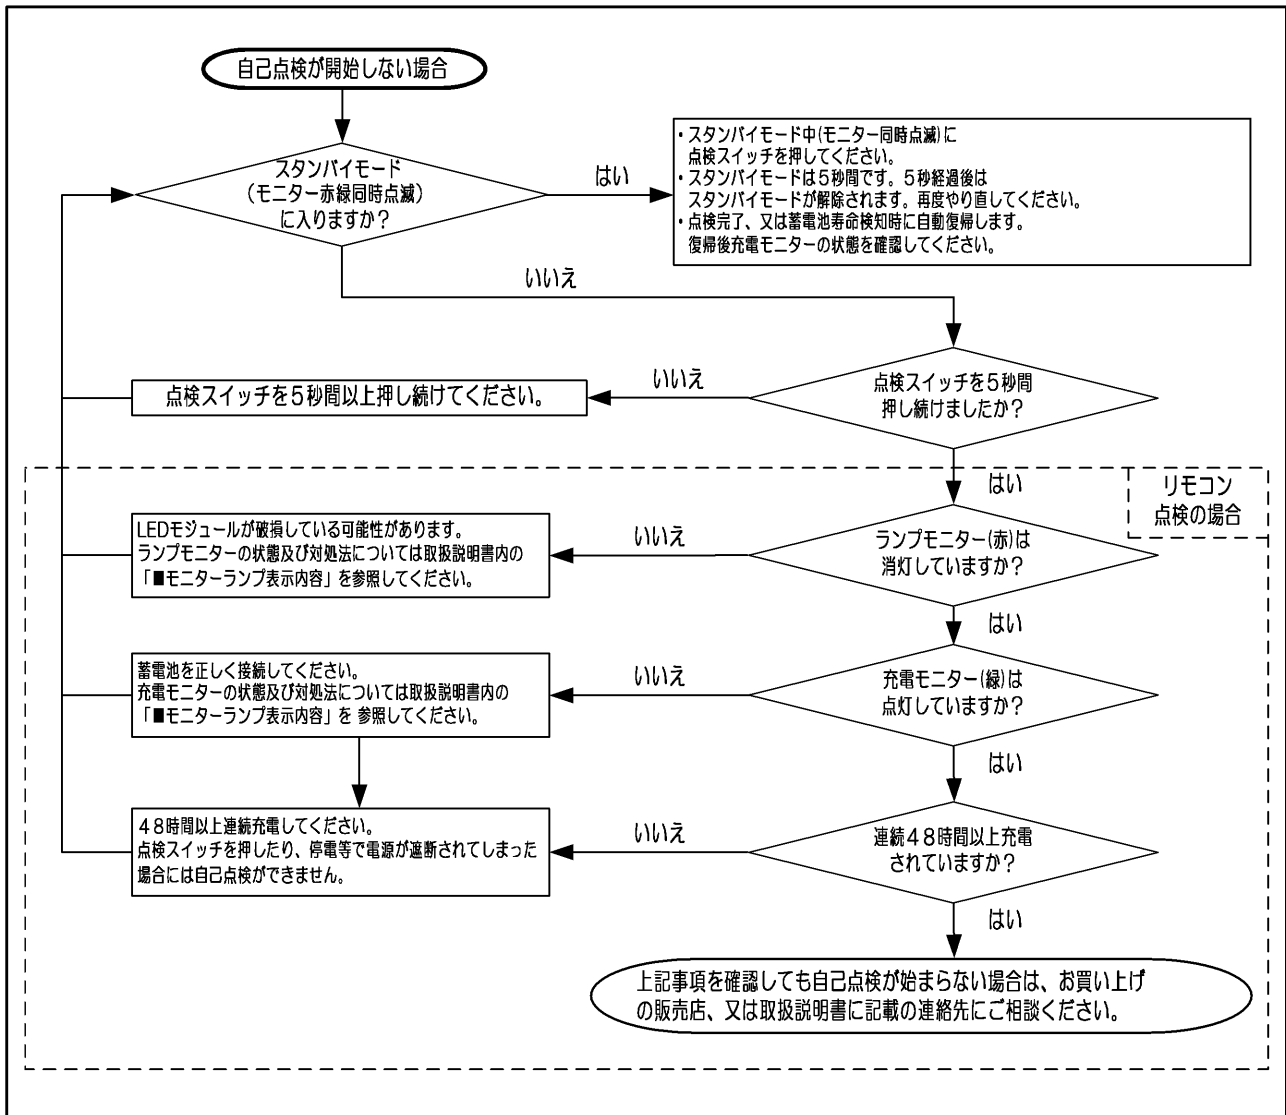 自己点検が開始しない場合
スタンバイモード
(モニター赤緑同時点滅)
に入りますか？
はい
・スタンバイモード中(モニター同時点滅)に
点検スイッチを押してください。
・スタンバイモードは5秒間です。5秒経過後は
スタンバイモードが解除されます。再度やり直してください。
・点検完了、又は蓄電池寿命検知時に自動復帰します。
復帰後充電モニターの状態を確認してください。
いいえ
点検スイッチを5秒間
押し続けましたか？
いいえ
点検スイッチを5秒間以上押し続けてください。
はい
リモコン
点検の場合
ランプモニター(赤)は
消灯していますか？
いいえ
LEDモジュールが破損している可能性があります。
ランプモニターの状態及び対処法については取扱説明書内の
「■モニターランプ表示内容」を参照してください。
はい
充電モニター(緑)は
点灯していますか？
いいえ
蓄電池を正しく接続してください。
充電モニターの状態及び対処法については取扱説明書内の
「■モニターランプ表示内容」を 参照してください。
はい
連続48時間以上充電
されていますか？
いいえ
48時間以上連続充電してください。
点検スイッチを押したり、停電等で電源が遮断されてしまった
場合には自己点検ができません。
はい
上記事項を確認しても自己点検が始まらない場合は、お買い上げ
の販売店、又は取扱説明書に記載の連絡先にご相談ください。